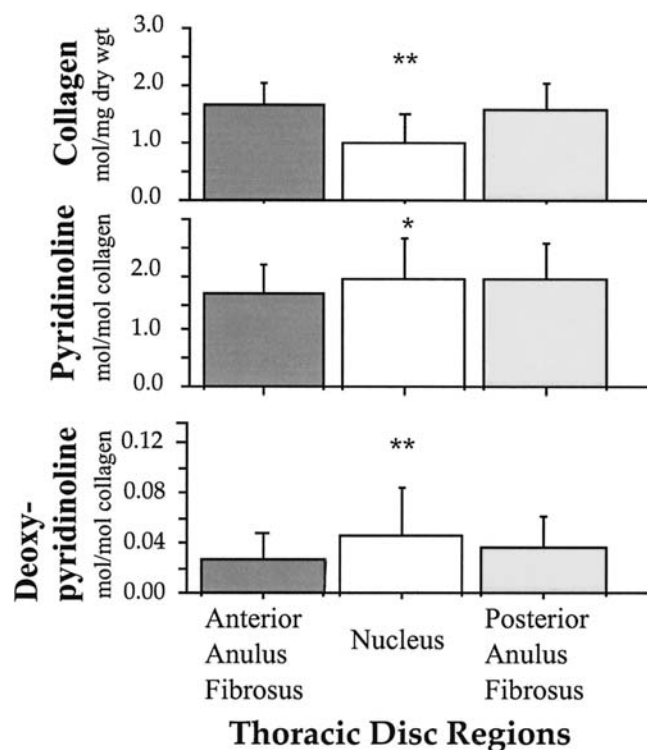 Collagen
mol/mg dry wgt
3.0
2.0
1.0
0.0
**
Pyridinoline
mol/mol collagen
2.0
1.0
0.0
*
Deoxy-
pyridinoline
mol/mol collagen
0.12
0.08
0.04
0.00
**
Anterior
Anulus
Fibrosus
Nucleus
Posterior
Anulus
Fibrosus
Thoracic Disc Regions